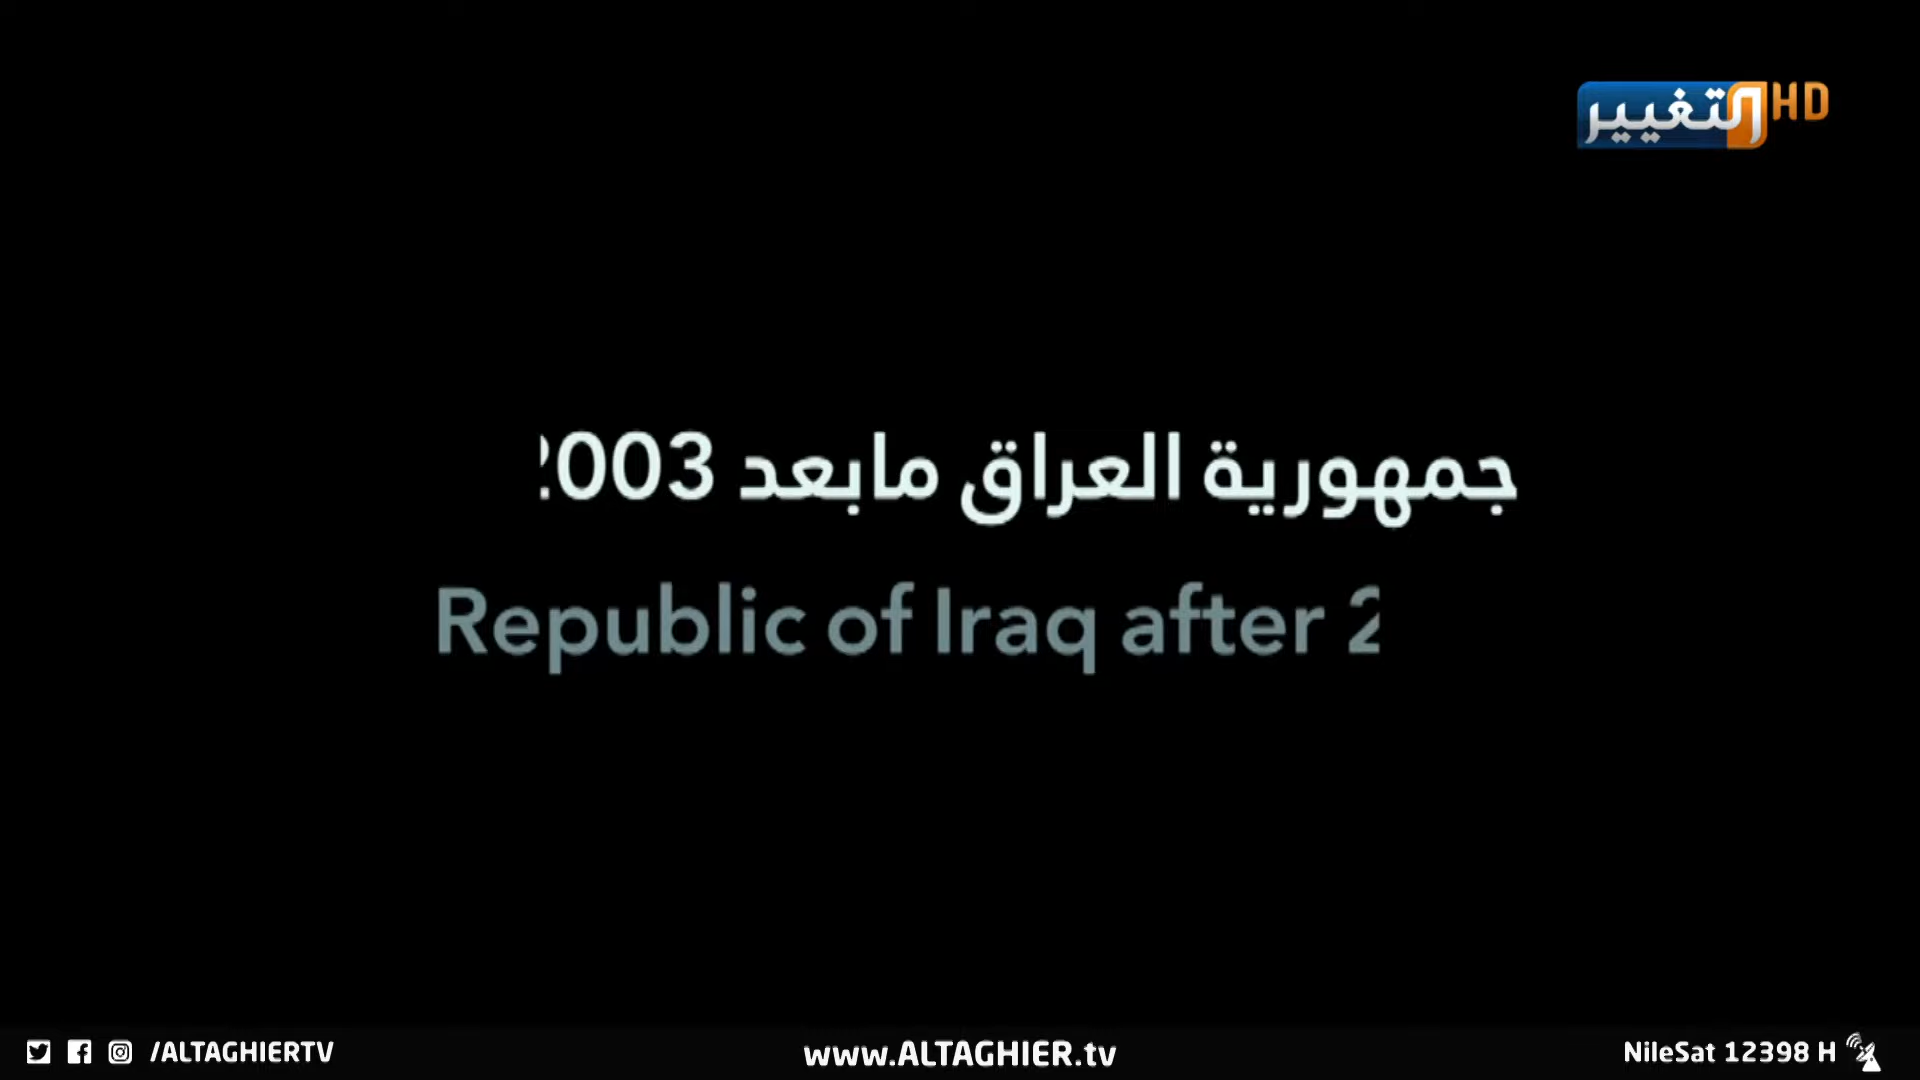 التغيير HD
جمهورية العراق مابعد 2003
Republic of Iraq after 2
/ALTAGHIERTV
www.ALTAGHIER.tv
NileSat 12398 H